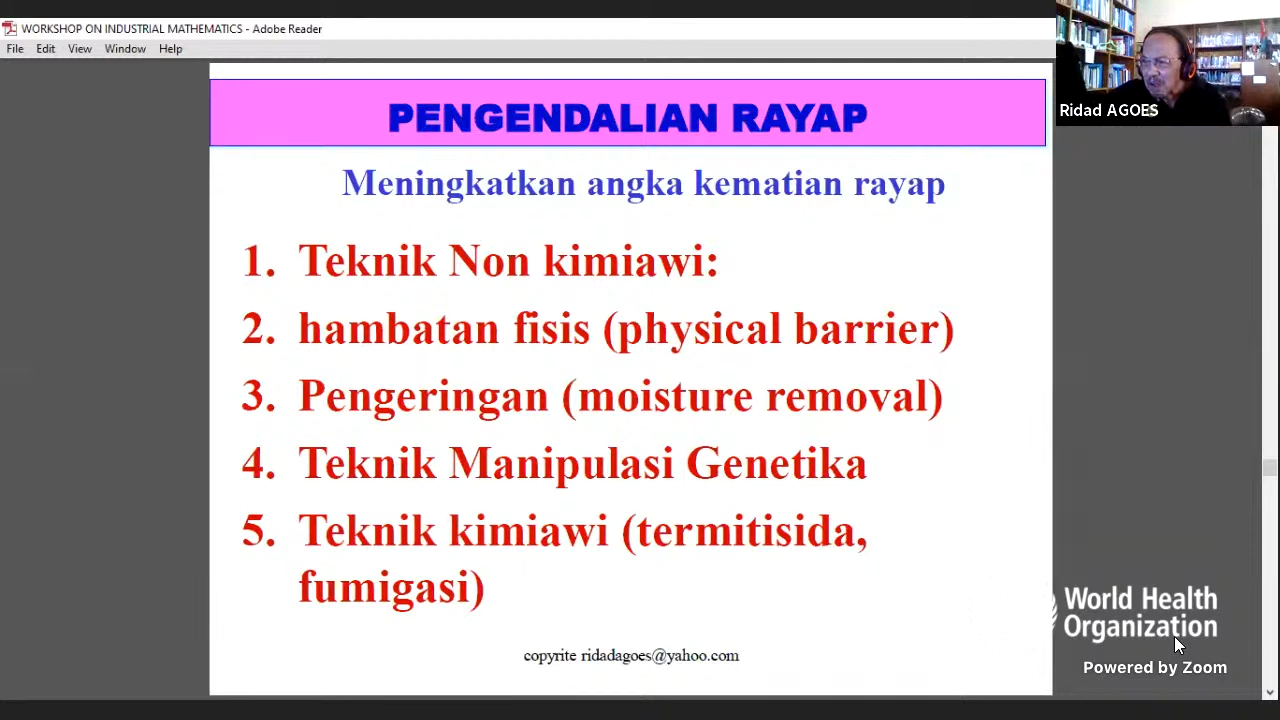 WORKSHOP ON INDUSTRIAL MATHEMATICS - Adobe Reader
File Edit View Window Help
Ridad AGOES
PENGENDALIAN RAYAP
Meningkatkan angka kematian rayap
1. Teknik Non kimiawi:
2. hambatan fisis (physical barrier)
3. Pengeringan (moisture removal)
4. Teknik Manipulasi Genetika
5. Teknik kimiawi (termitisida,
fumigasi)
copyrite ridadagoes@yahoo.com
World Health
Organization
Powered by Zoom